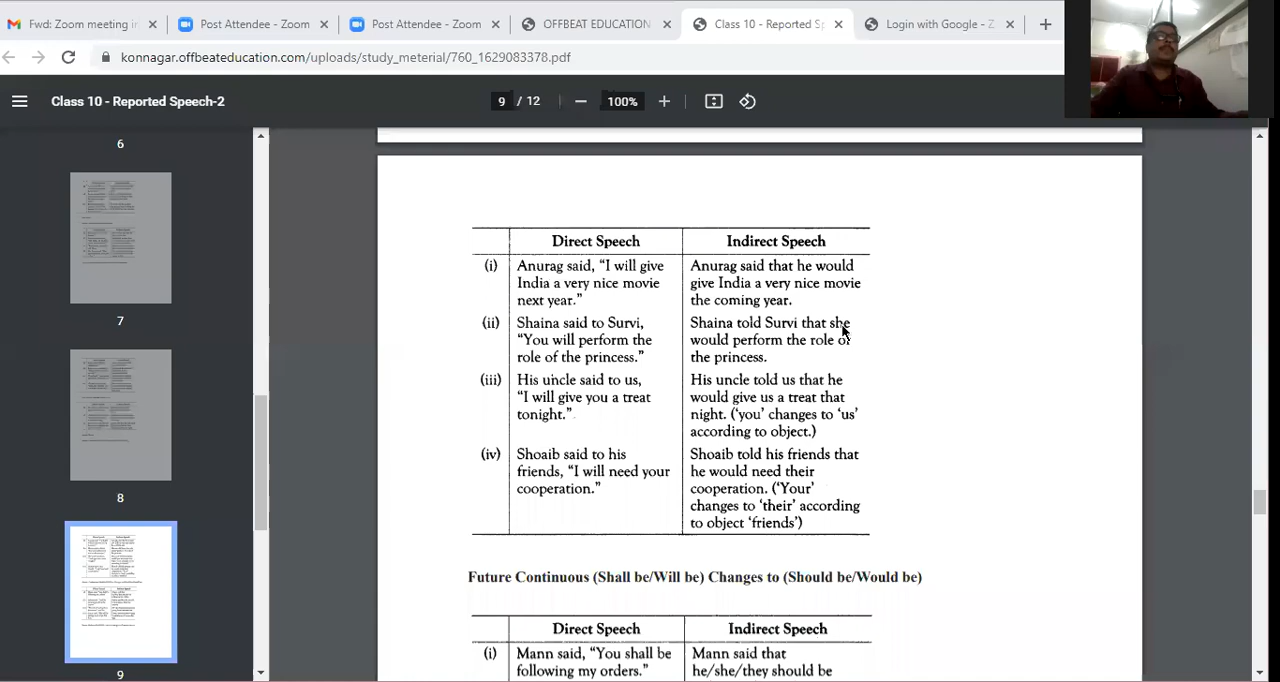 Fwd: Zoom meeting in
Post Attendee - Zoom
Post Attendee - Zoom
OFFBEAT EDUCATION
Class 10 - Reported Sp
Login with Google - Z
konnagar.offbeateducation.com/uploads/study_meterial/760_1629083378.pdf
Class 10 - Reported Speech-2
9 / 12
100%
6
7
8
9
Direct Speech Indirect Speech
(i) Anurag said, “I will give Anurag said that he would
India a very nice movie give India a very nice movie
next year.” the coming year.
(ii) Shaina said to Survi, Shaina told Survi that she
“You will perform the would perform the role of
role of the princess.” the princess.
(iii) His uncle said to us, His uncle told us that he
“I will give you a treat would give us a treat that
tonight.” night. (‘you’ changes to ‘us’
according to object.)
(iv) Shoaib said to his Shoaib told his friends that
friends, “I will need your he would need their
cooperation.” cooperation. (‘Your’
changes to ‘their’ according
to object ‘friends’)
Future Continuous (Shall be/Will be) Changes to (Should be/Would be)
Direct Speech Indirect Speech
(i) Mann said, “You shall be Mann said that
following my orders.” he/she/they should be